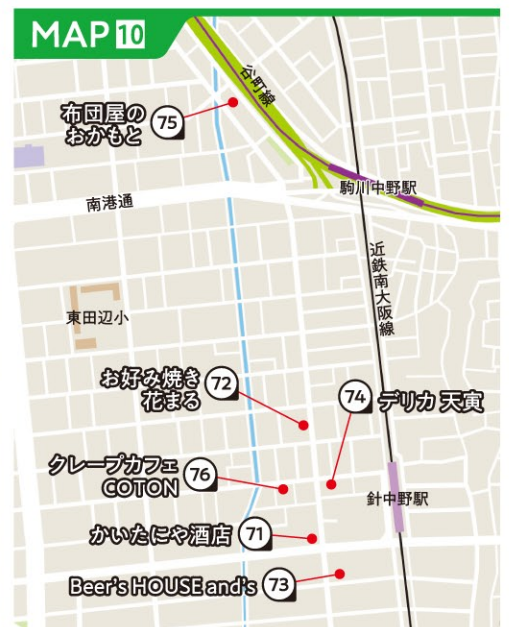 MAP 10
谷町線
布団屋の
おかもと
75
駒川中野駅
南港通
近鉄南大阪線
東田辺小
お好み焼き
花まる
72
74
デリカ 天寅
クレープカフェ
COTON
76
針中野駅
かいたにや酒店
71
Beer's HOUSE and's
73